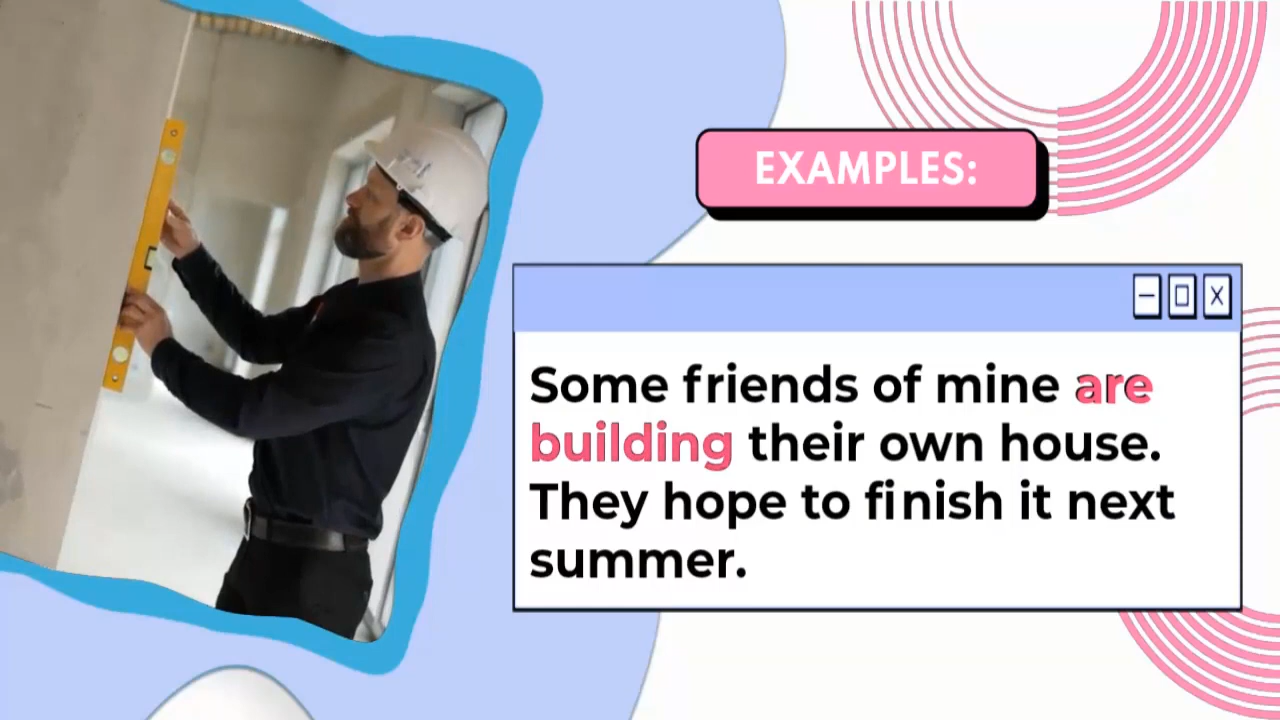 EXAMPLES:
Some friends of mine are
building their own house.
They hope to finish it next
summer.